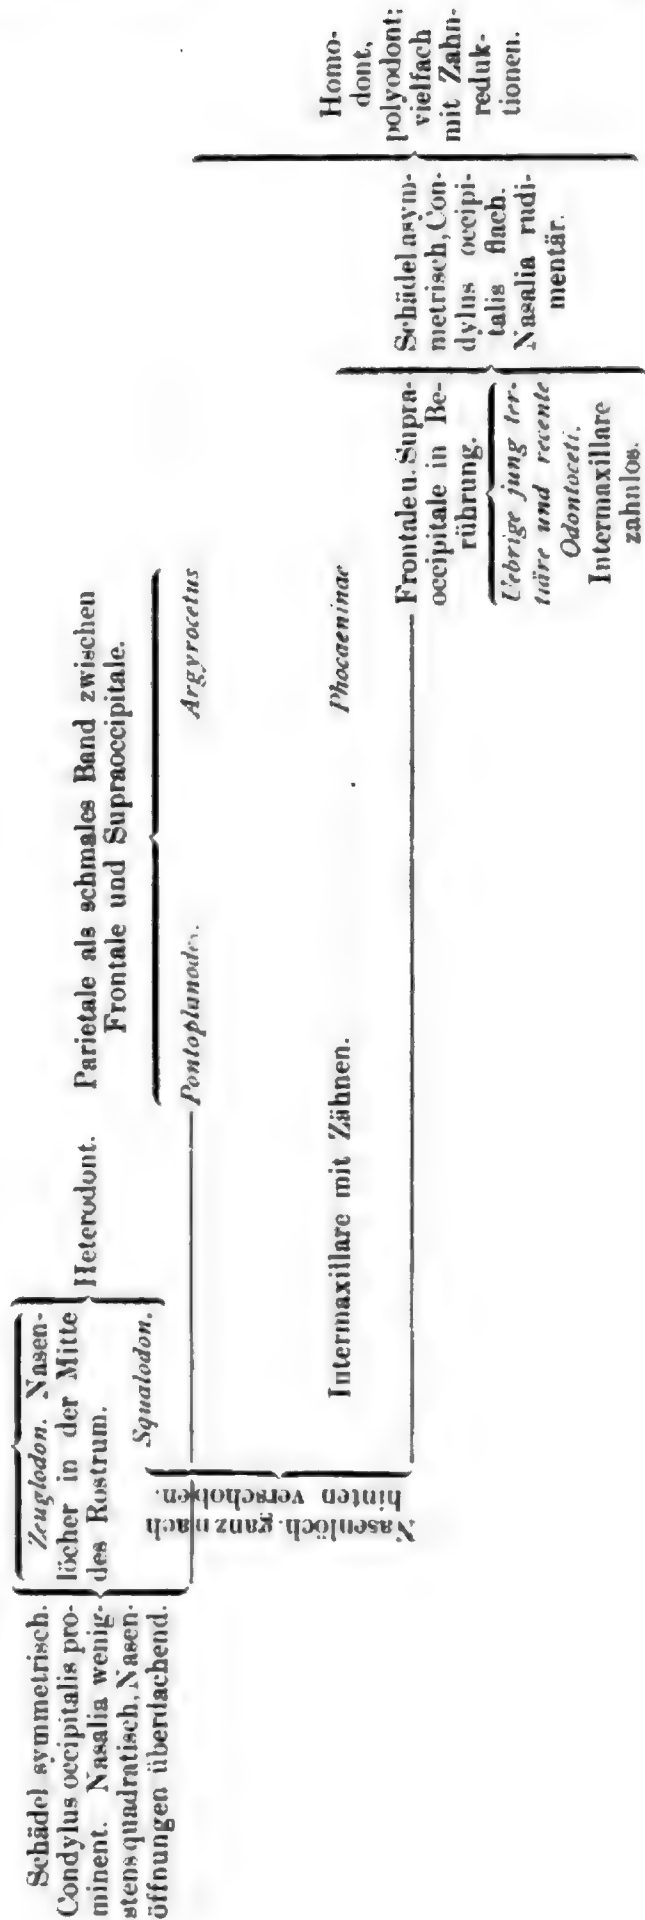 Schädel symmetrisch.
Condylus occipitalis pro-
minent. Nasalia wenig-
stens quadratisch, Nasen-
öffnungen überdachend.
Zeuglodon. Nasen-
löcher in der Mitte
des Rostrum.
Squalodon.
Heterodont.
Nasenlöch. ganz nach
hinten verschoben.
Parietale als schmales Band zwischen
Frontale und Supraoccipitale.
Pontoplanodes.
Argyrocetus
Intermaxillare mit Zähnen.
Phocaeninae
Frontale u. Supra-
occipitale in Be-
rührung.
Uebrige jung ter-
tiäre und recente
Odontoceti.
Intermaxillare
zahnlos.
Schädel asym-
metrisch, Con-
dylus occipi-
talis flach.
Nasalia rudi-
mentär.
Homo-
dont,
polyodont;
vielfach
mit Zahn-
reduk-
tionen.